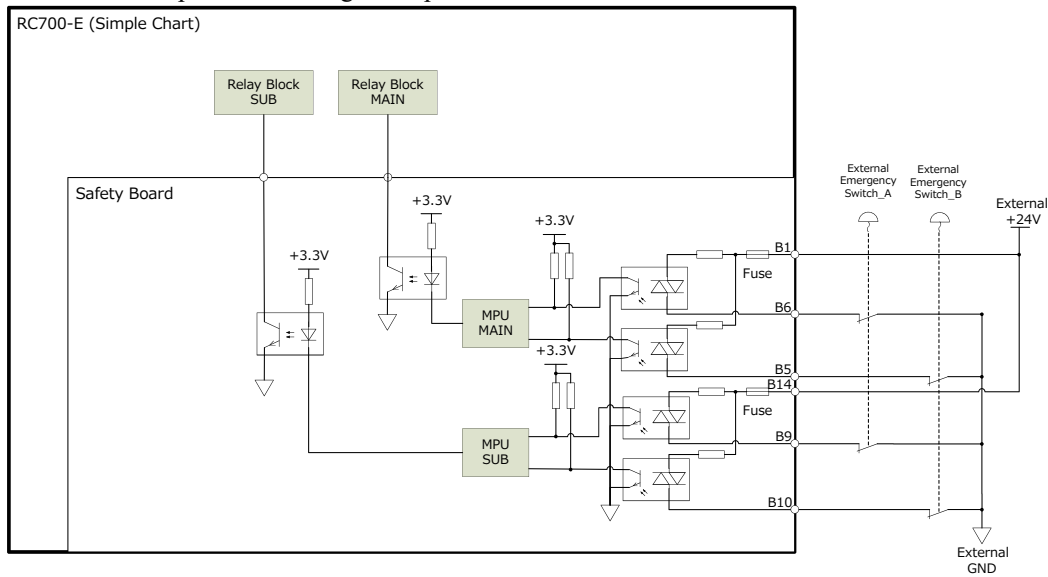 RC700-E (Simple Chart)
Relay Block
SUB
Relay Block
MAIN
Safety Board
+3.3V
+3.3V
+3.3V
+3.3V
MPU
MAIN
MPU
SUB
Fuse
Fuse
B1
B6
B5
B14
B9
B10
External
Emergency
Switch_A
External
Emergency
Switch_B
External
+24V
External
GND